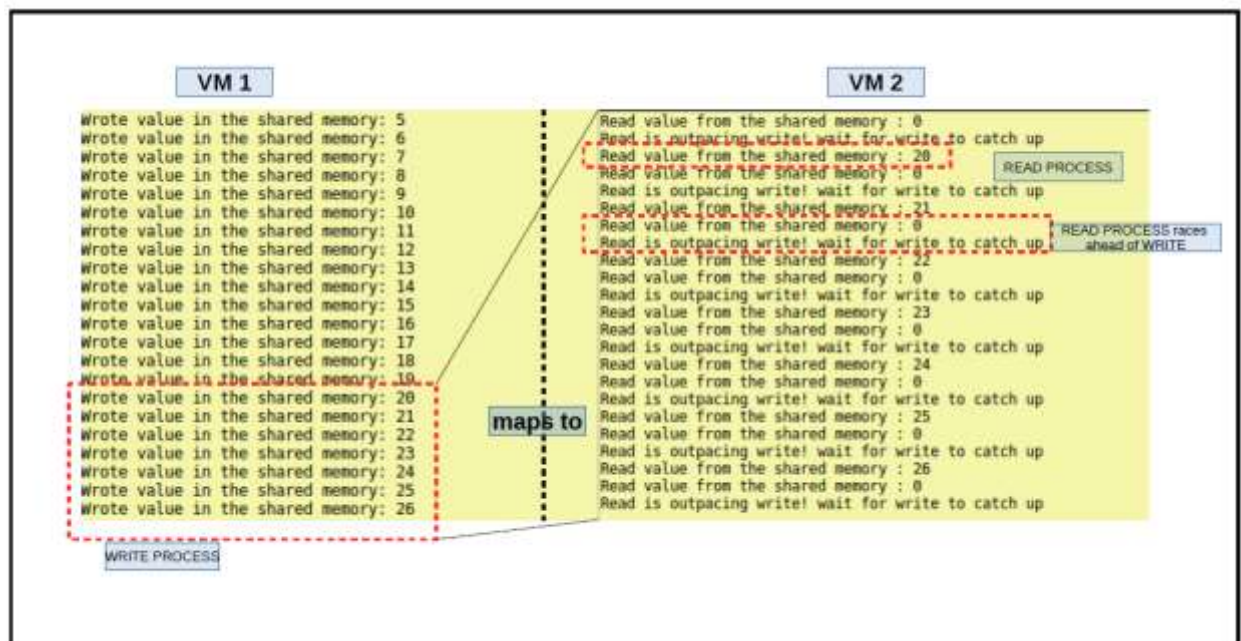 VM 1
Wrote value in the shared memory: 5
Wrote value in the shared memory: 6
Wrote value in the shared memory: 7
Wrote value in the shared memory: 8
Wrote value in the shared memory: 9
Wrote value in the shared memory: 10
Wrote value in the shared memory: 11
Wrote value in the shared memory: 12
Wrote value in the shared memory: 13
Wrote value in the shared memory: 14
Wrote value in the shared memory: 15
Wrote value in the shared memory: 16
Wrote value in the shared memory: 17
Wrote value in the shared memory: 18
Wrote value in the shared memory: 19
Wrote value in the shared memory: 20
Wrote value in the shared memory: 21
Wrote value in the shared memory: 22
Wrote value in the shared memory: 23
Wrote value in the shared memory: 24
Wrote value in the shared memory: 25
Wrote value in the shared memory: 26
WRITE PROCESS
maps to
VM 2
Read value from the shared memory : 0
Read is outpacing write! wait for write to catch up
Read value from the shared memory : 20
Read value from the shared memory : 0
Read is outpacing write! wait for write to catch up
Read value from the shared memory : 21
Read value from the shared memory : 0
Read is outpacing write! wait for write to catch up
Read value from the shared memory : 22
Read value from the shared memory : 0
Read is outpacing write! wait for write to catch up
Read value from the shared memory : 23
Read value from the shared memory : 0
Read is outpacing write! wait for write to catch up
Read value from the shared memory : 24
Read value from the shared memory : 0
Read is outpacing write! wait for write to catch up
Read value from the shared memory : 25
Read value from the shared memory : 0
Read is outpacing write! wait for write to catch up
Read value from the shared memory : 26
Read value from the shared memory : 0
Read is outpacing write! wait for write to catch up
READ PROCESS
READ PROCESS races
ahead of WRITE